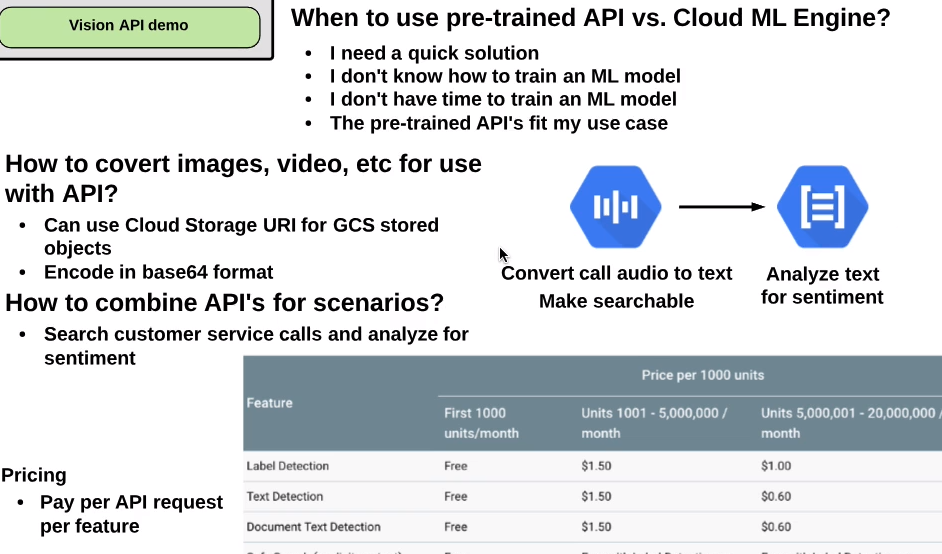 Vision API demo
When to use pre-trained API vs. Cloud ML Engine?
• I need a quick solution
• I don't know how to train an ML model
• I don't have time to train an ML model
• The pre-trained API's fit my use case
How to covert images, video, etc for use
with API?
• Can use Cloud Storage URI for GCS stored
objects
• Encode in base64 format
How to combine API's for scenarios?
• Search customer service calls and analyze for
sentiment
Convert call audio to text
Make searchable
Analyze text
for sentiment
Pricing
• Pay per API request
per feature
Feature
Price per 1000 units
First 1000
units/month
Units 1001 - 5,000,000 /
month
Units 5,000,001 - 20,000,000 /
month
Label Detection Free $1.50 $1.00
Text Detection Free $1.50 $0.60
Document Text Detection Free $1.50 $0.60